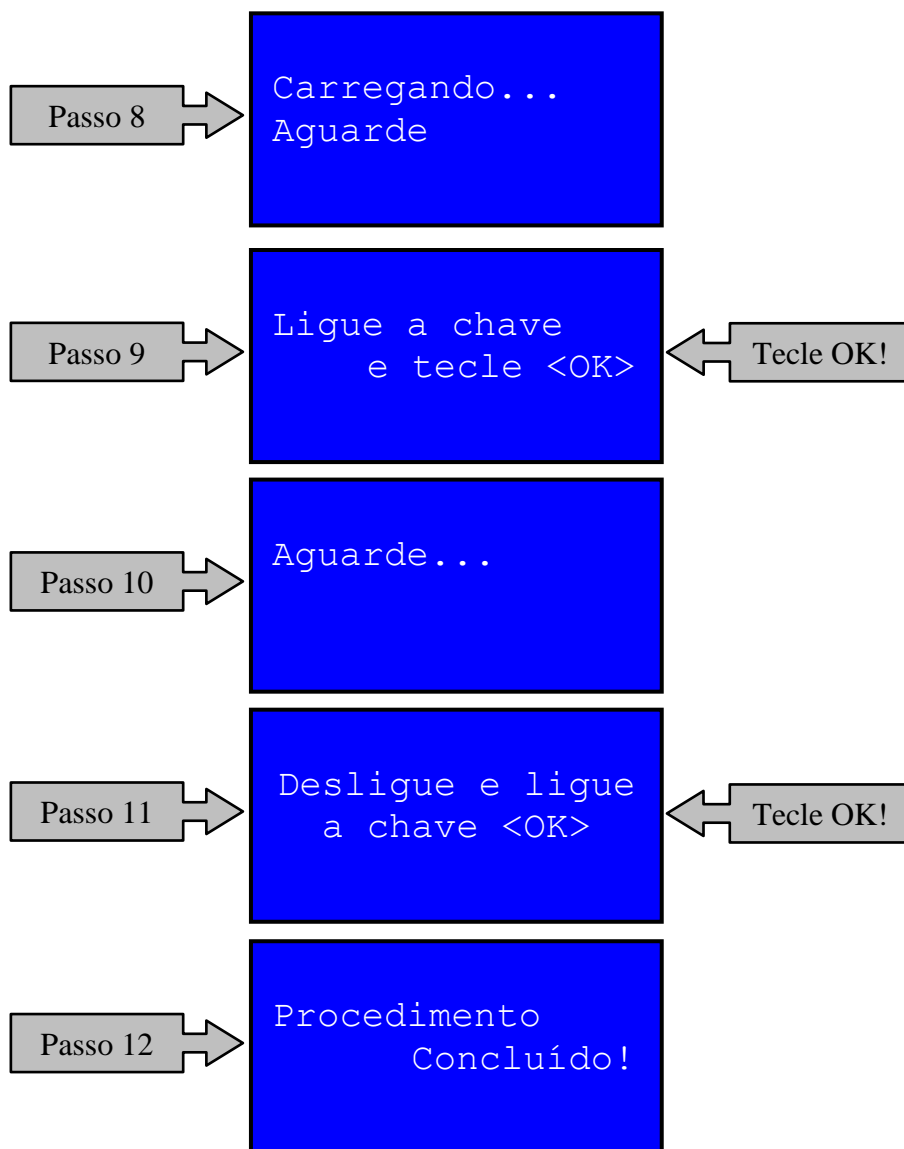 Passo 8
Carregando...
Aguarde
Passo 9
Ligue a chave
e tecle <OK>
Tecle OK!
Passo 10
Aguarde...
Passo 11
Desligue e ligue
a chave <OK>
Tecle OK!
Passo 12
Procedimento
Concluído!